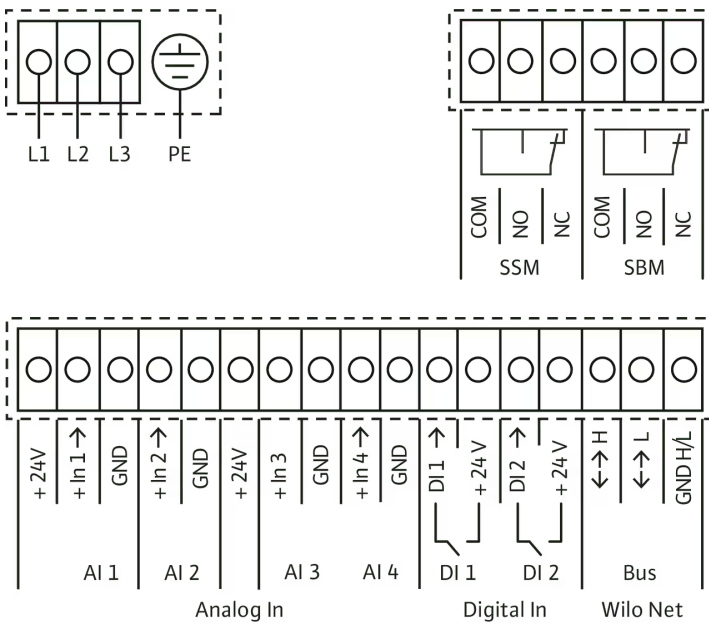 L1 L2 L3 PE
COM NO NC COM NO NC
SSM SBM
+ 24V + In 1 → GND + In 2 → GND + 24V + In 3 GND + In 4 → GND DI 1 → + 24 V DI 2 → + 24 V ←→ H ←→ L GND H/L
AI 1 AI 2 AI 3 AI 4 DI 1 DI 2 Bus
Analog In Digital In Wilo Net